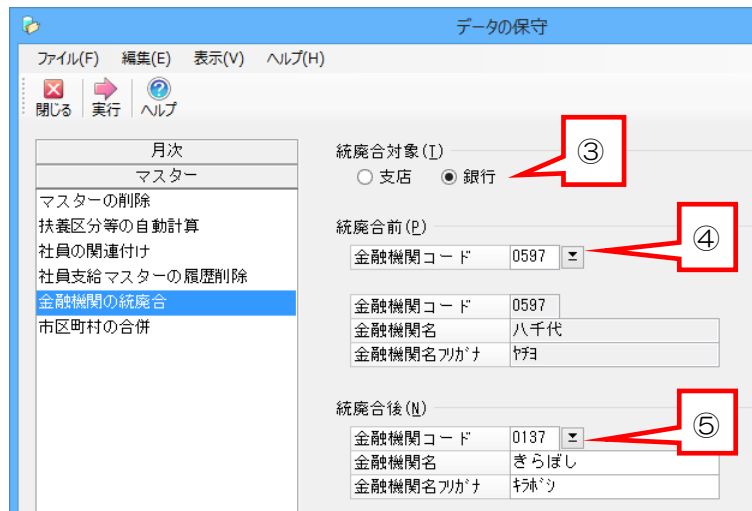 データの保守
ファイル(F) 編集(E) 表示(V) ヘルプ(H)
閉じる 実行 ヘルプ
月次
マスター
マスターの削除
扶養区分等の自動計算
社員の関連付け
社員支給マスターの履歴削除
金融機関の統廃合
市区町村の合併
統廃合対象(T)
支店 銀行
③
統廃合前(P)
金融機関コード 0597
④
金融機関コード 0597
金融機関名 八千代
金融機関名フリガナ ヤチヨ
統廃合後(N)
金融機関コード 0137
⑤
金融機関名 きらぼし
金融機関名フリガナ キラボシ